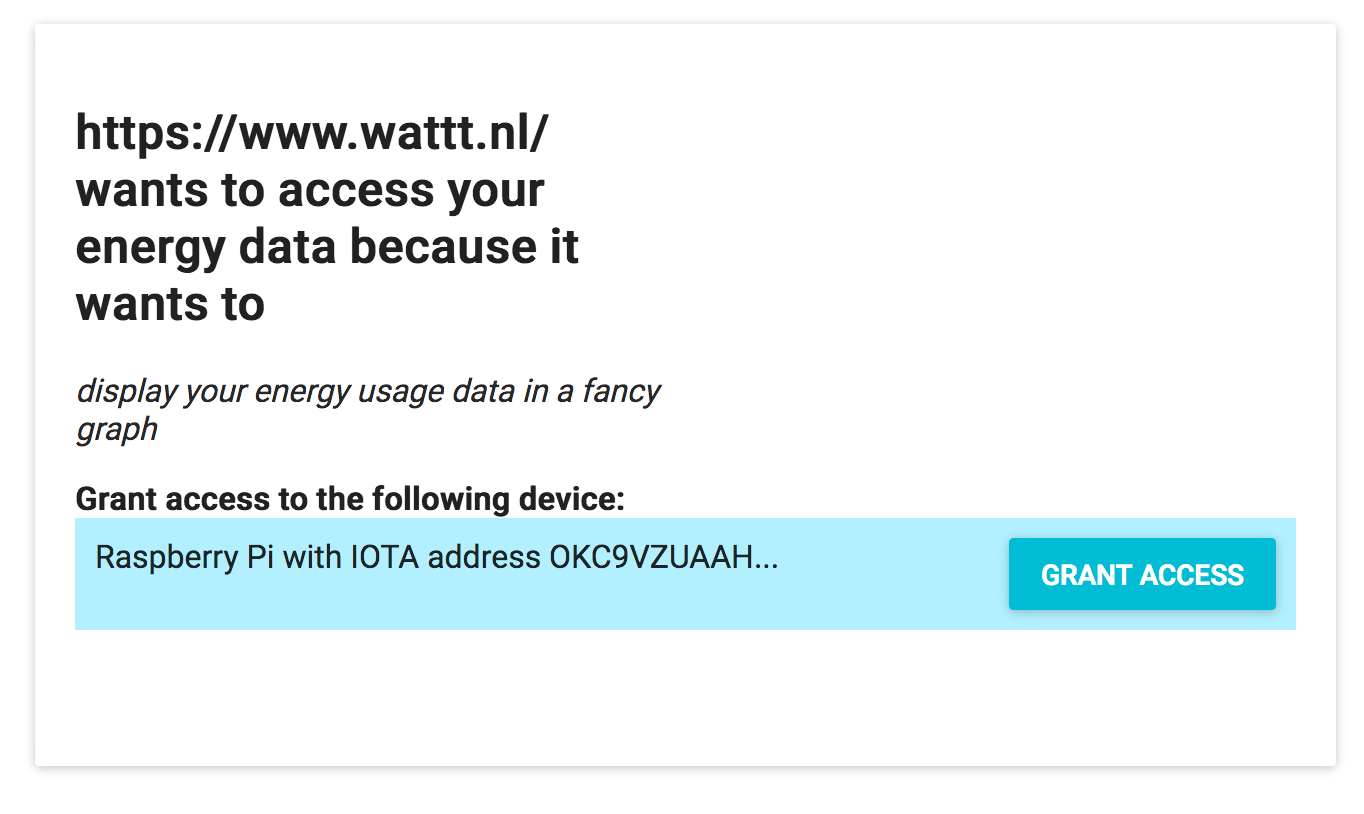 https://www.wattt.nl/
wants to access your
energy data because it
wants to
display your energy usage data in a fancy
graph
Grant access to the following device:
Raspberry Pi with IOTA address OKC9VZUAAH...
GRANT ACCESS